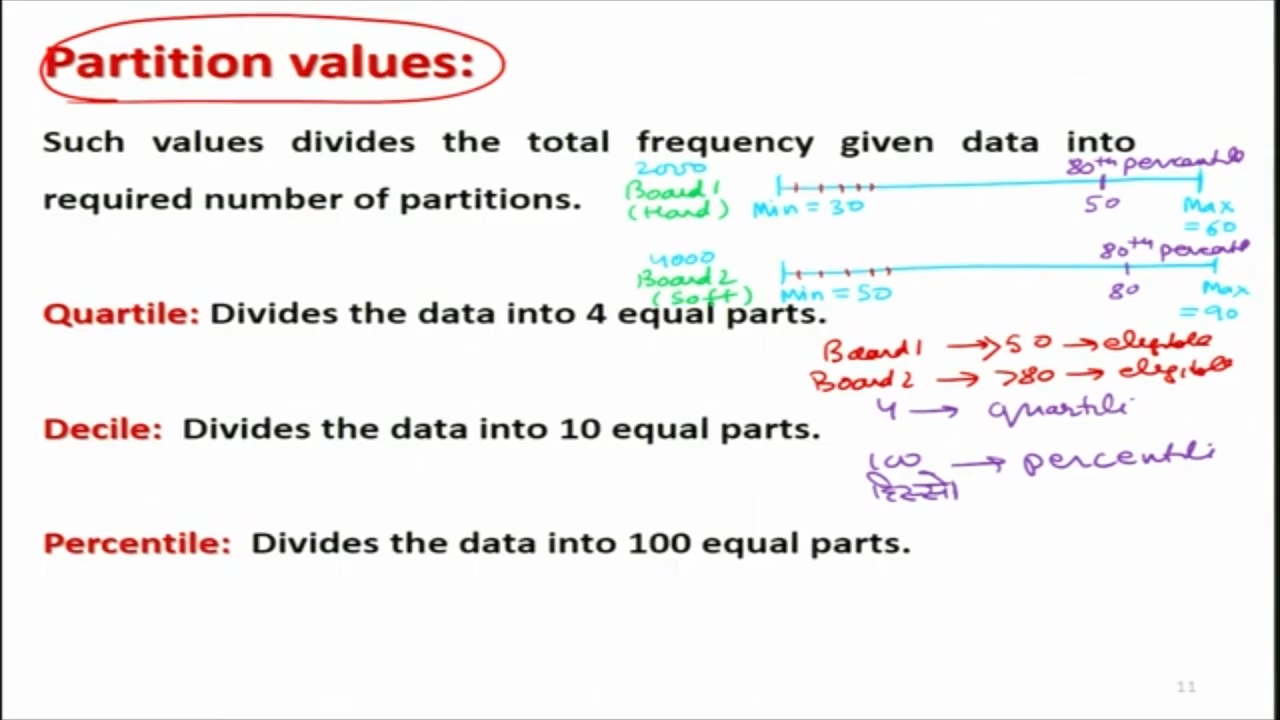 Partition values:
Such values divides the total frequency given data into
80th percentile
2000
Board 1
(Hard)
Min = 30
50
Max
= 60
required number of partitions.
80th percentile
4000
Board 2
(Soft)
Min = 50
80
Max
= 90
Quartile: Divides the data into 4 equal parts.
Board 1 → >50 → eligible
Board 2 → >80 → eligible
4 → quartile
Decile: Divides the data into 10 equal parts.
100 → percentile
हिस्सो
Percentile: Divides the data into 100 equal parts.
11